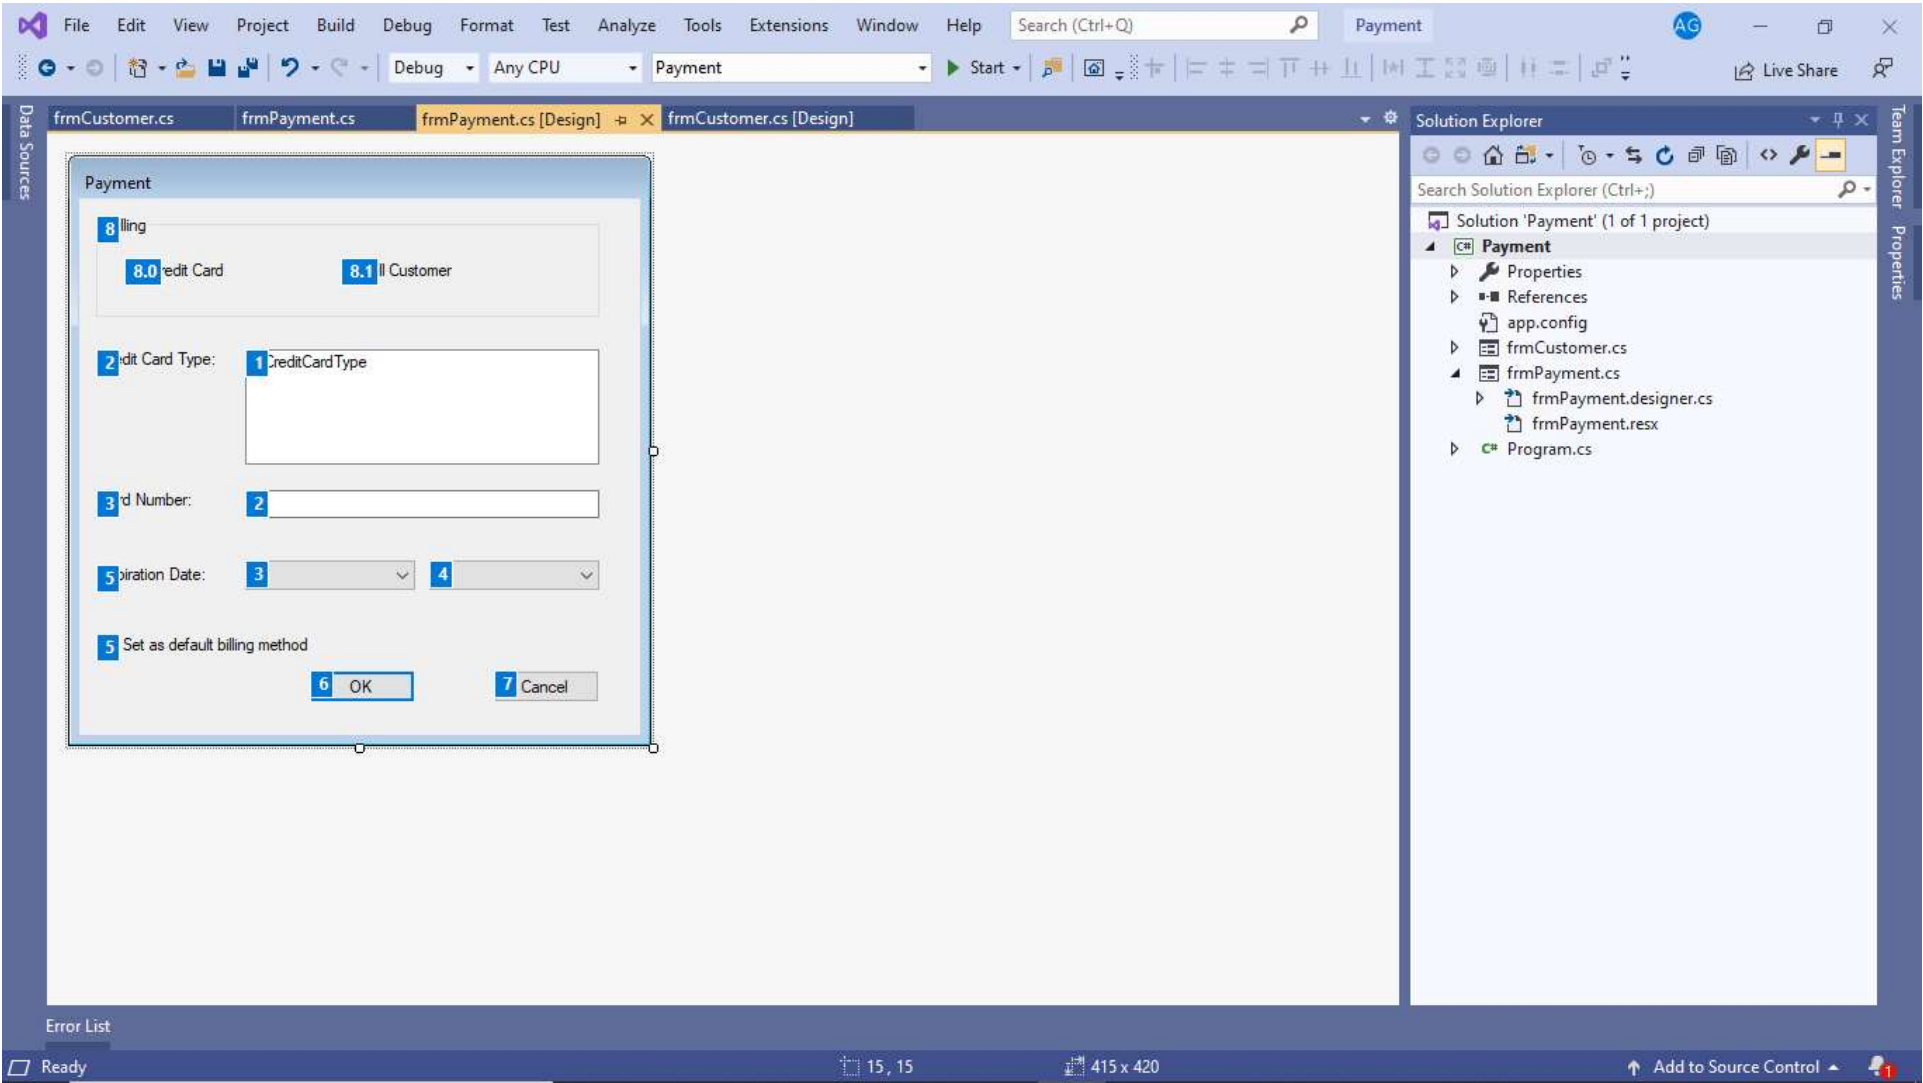 File Edit View Project Build Debug Format Test Analyze Tools Extensions Window Help Search (Ctrl+Q) Payment AG
Debug Any CPU Payment Start Live Share
Data Sources
frmCustomer.cs frmPayment.cs frmPayment.cs [Design] frmCustomer.cs [Design]
Payment
8 lling
8.0 edit Card 8.1 ll Customer
2 dit Card Type: 1 CreditCardType
3 rd Number: 2
5 piration Date: 3 4
5 Set as default billing method
6 OK 7 Cancel
Solution Explorer
Search Solution Explorer (Ctrl+;)
Solution 'Payment' (1 of 1 project)
C# Payment
Properties
References
app.config
frmCustomer.cs
frmPayment.cs
frmPayment.designer.cs
frmPayment.resx
C# Program.cs
Team Explorer
Properties
Error List
Ready 15, 15 415 x 420 Add to Source Control 1